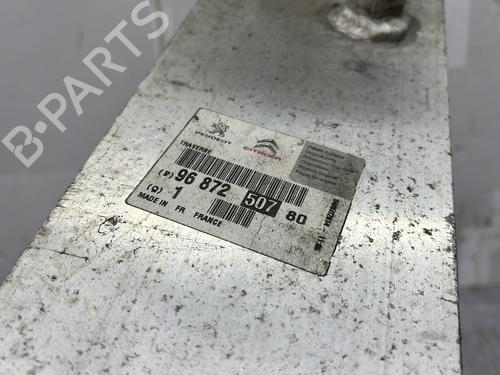 B-PARTS
PEUGEOT CITROËN
TRAVERSE
(P) 96 872 507 80
(Q) 1
MADE IN FR FRANCE